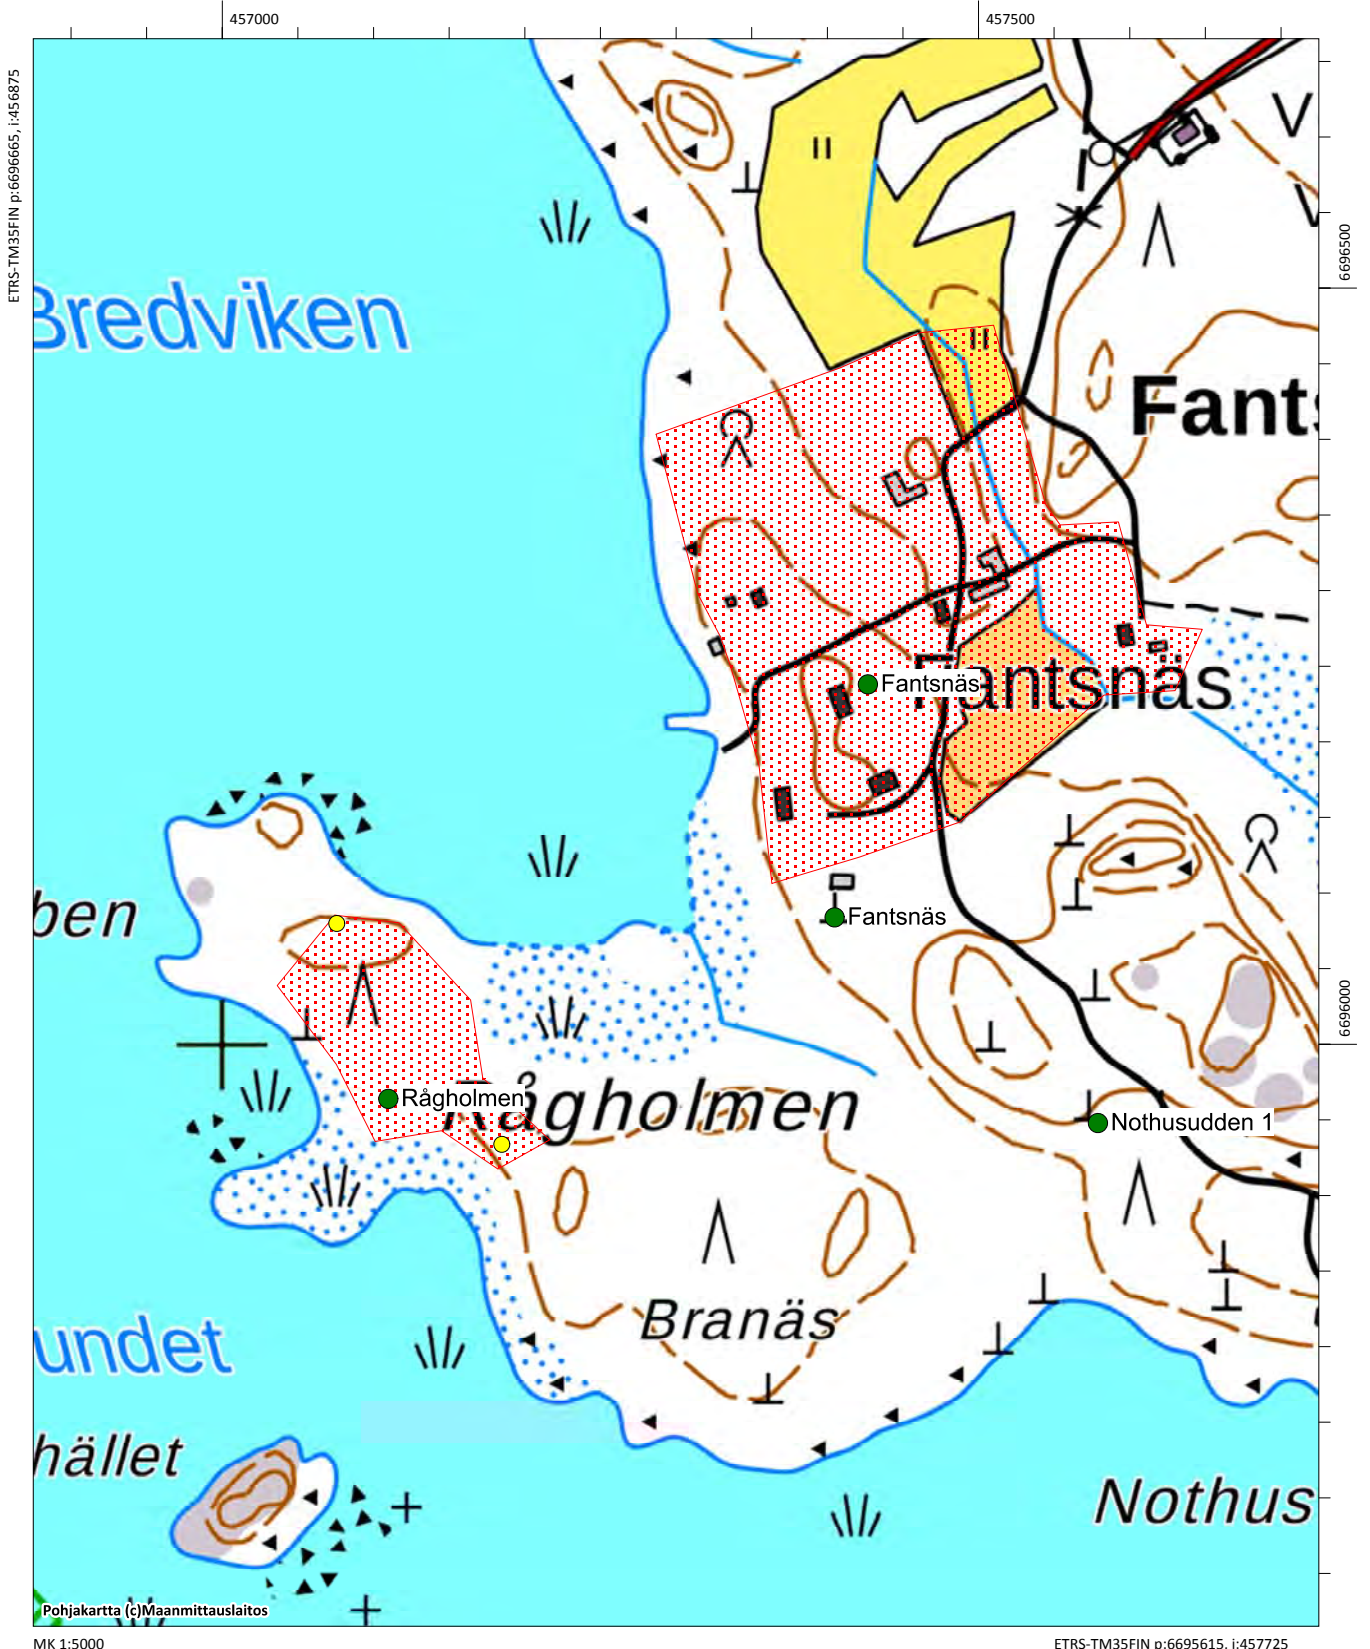 457000
457500
ETRS-TM35FIN p:6696665, i:456875
6696500
Bredviken
Fants
Fantsnäs
Fantsnäs
Fantsnäs
ben
6696000
Rågholmen
Rågholmen
Nothusudden 1
Branäs
undet
hället
Nothus
Pohjakartta (c)Maanmittauslaitos
MK 1:5000
ETRS-TM35FIN p:6695615, i:457725